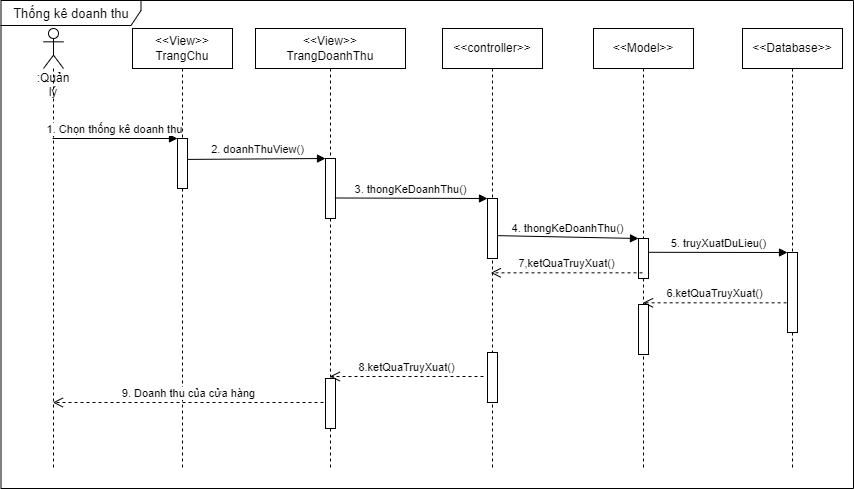 Thống kê doanh thu
<<View>>
TrangChu
<<View>>
TrangDoanhThu
<<controller>>
<<Model>>
<<Database>>
:Quản
lý
1. Chọn thống kê doanh thu
2. doanhThuView()
3. thongKeDoanhThu()
4. thongKeDoanhThu()
5. truyXuatDuLieu()
7,ketQuaTruyXuat()
6.ketQuaTruyXuat()
8.ketQuaTruyXuat()
9. Doanh thu của cửa hàng